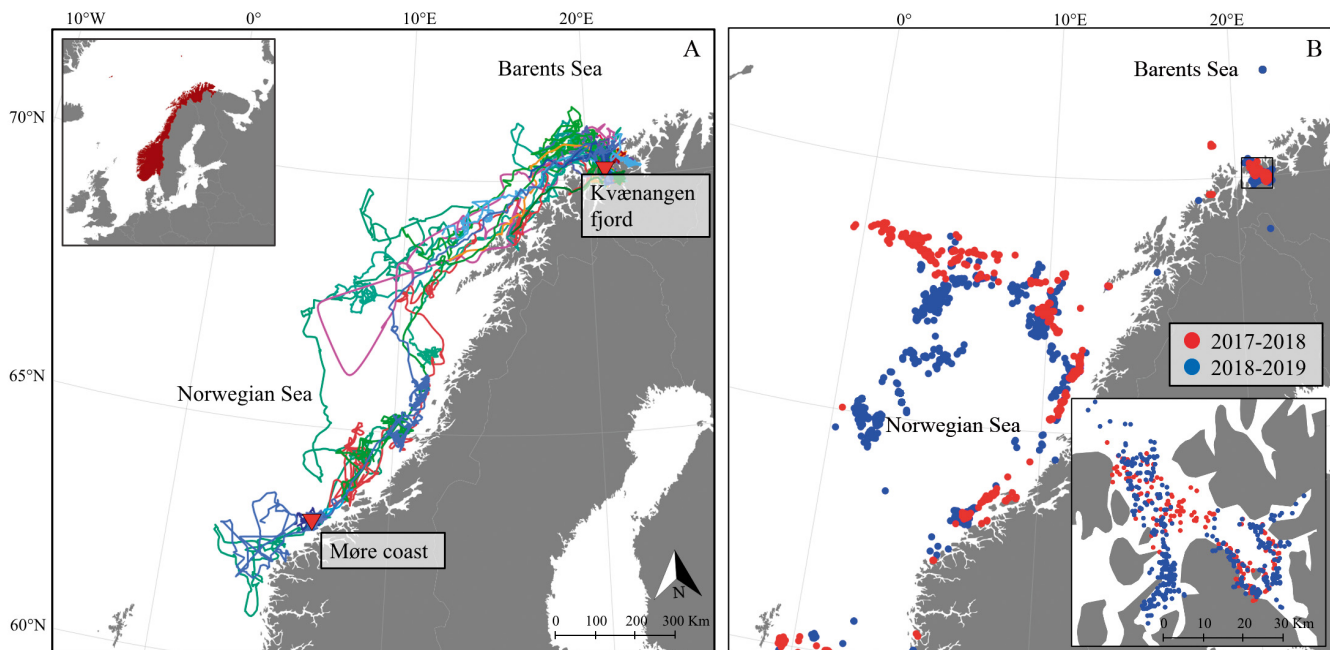 10°W 0° 10°E 20°E
A
Barents Sea
70°N
Kvænangen
fjord
65°N
Norwegian Sea
Møre coast
N
60°N
0 100 200 300 Km
0° 10°E 20°E
B
Barents Sea
2017-2018
2018-2019
Norwegian Sea
0 10 20 30 Km